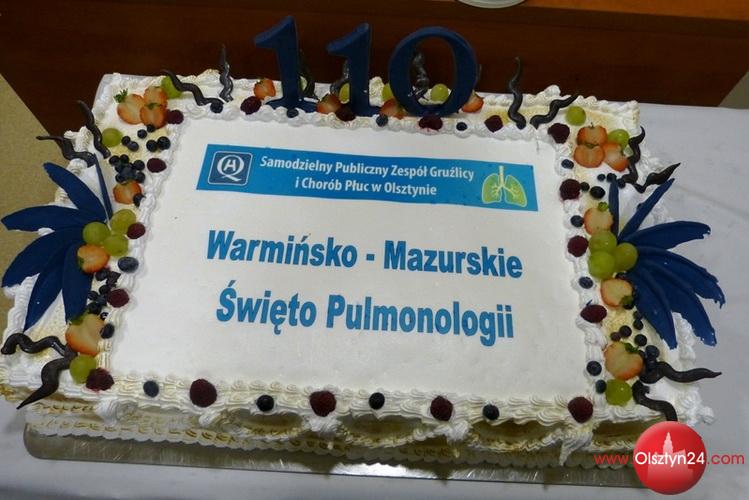 110
Samodzielny Publiczny Zespół Gruźlicy
i Chorób Płuc w Olsztynie
Warmińsko - Mazurskie
Święto Pulmonologii
www.Olsztyn24.com